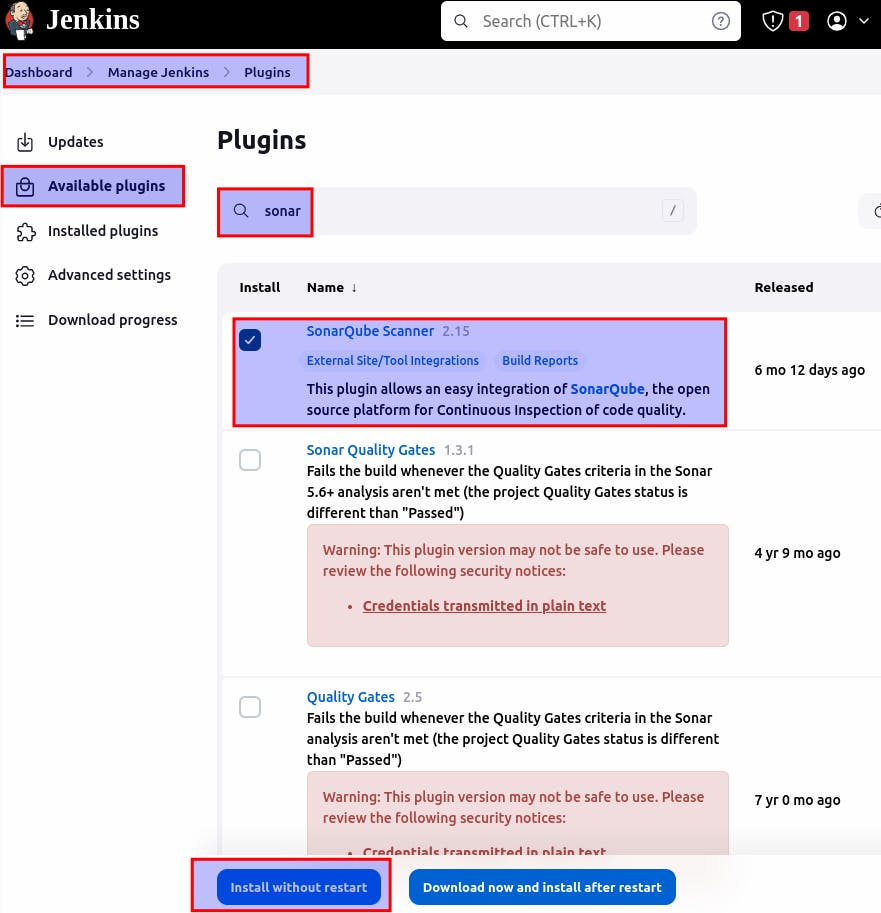 Jenkins
Search (CTRL+K)
?
1
Dashboard > Manage Jenkins > Plugins
Updates
Available plugins
Installed plugins
Advanced settings
Download progress
Plugins
sonar
/
Install Name ↓ Released
SonarQube Scanner 2.15
External Site/Tool Integrations Build Reports
This plugin allows an easy integration of SonarQube, the open
source platform for Continuous Inspection of code quality.
6 mo 12 days ago
Sonar Quality Gates 1.3.1
Fails the build whenever the Quality Gates criteria in the Sonar
5.6+ analysis aren't met (the project Quality Gates status is
different than "Passed")
Warning: This plugin version may not be safe to use. Please
review the following security notices:
• Credentials transmitted in plain text
4 yr 9 mo ago
Quality Gates 2.5
Fails the build whenever the Quality Gates criteria in the Sonar
analysis aren't met (the project Quality Gates status is different
than "Passed")
Warning: This plugin version may not be safe to use. Please
review the following security notices:
• Credentials transmitted in plain text
7 yr 0 mo ago
Install without restart
Download now and install after restart